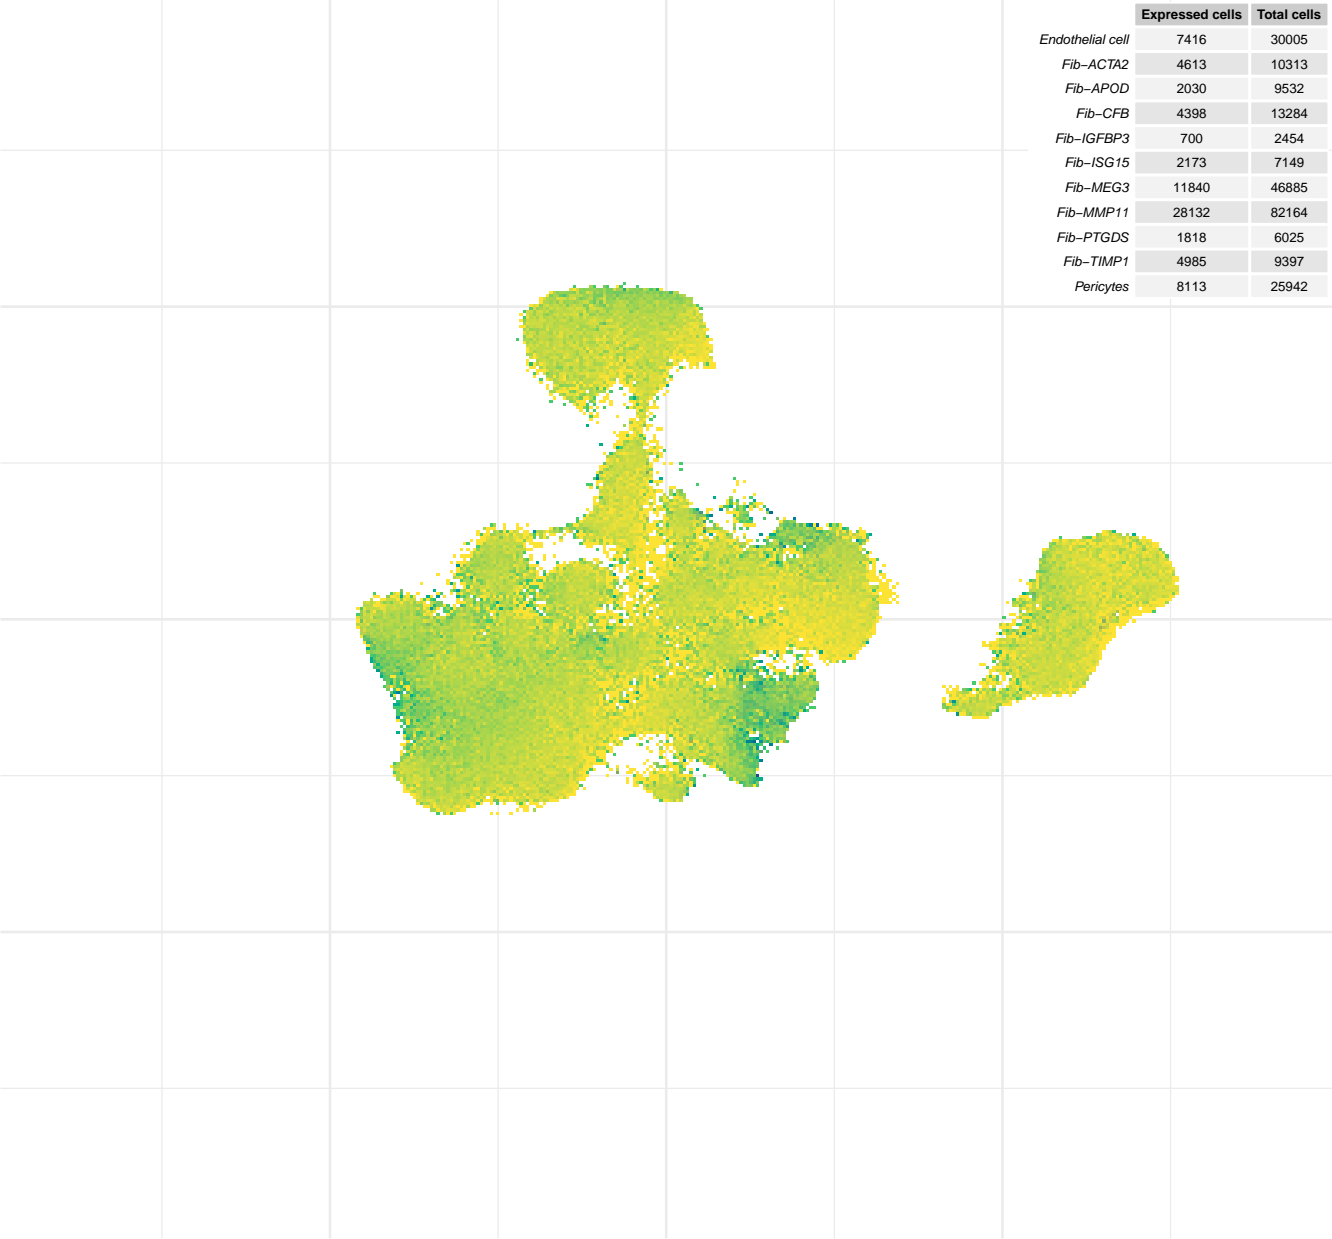 Expressed cells Total cells
Endothelial cell 7416 30005
Fib−ACTA2 4613 10313
Fib−APOD 2030 9532
Fib−CFB 4398 13284
Fib−IGFBP3 700 2454
Fib−ISG15 2173 7149
Fib−MEG3 11840 46885
Fib−MMP11 28132 82164
Fib−PTGDS 1818 6025
Fib−TIMP1 4985 9397
Pericytes 8113 25942